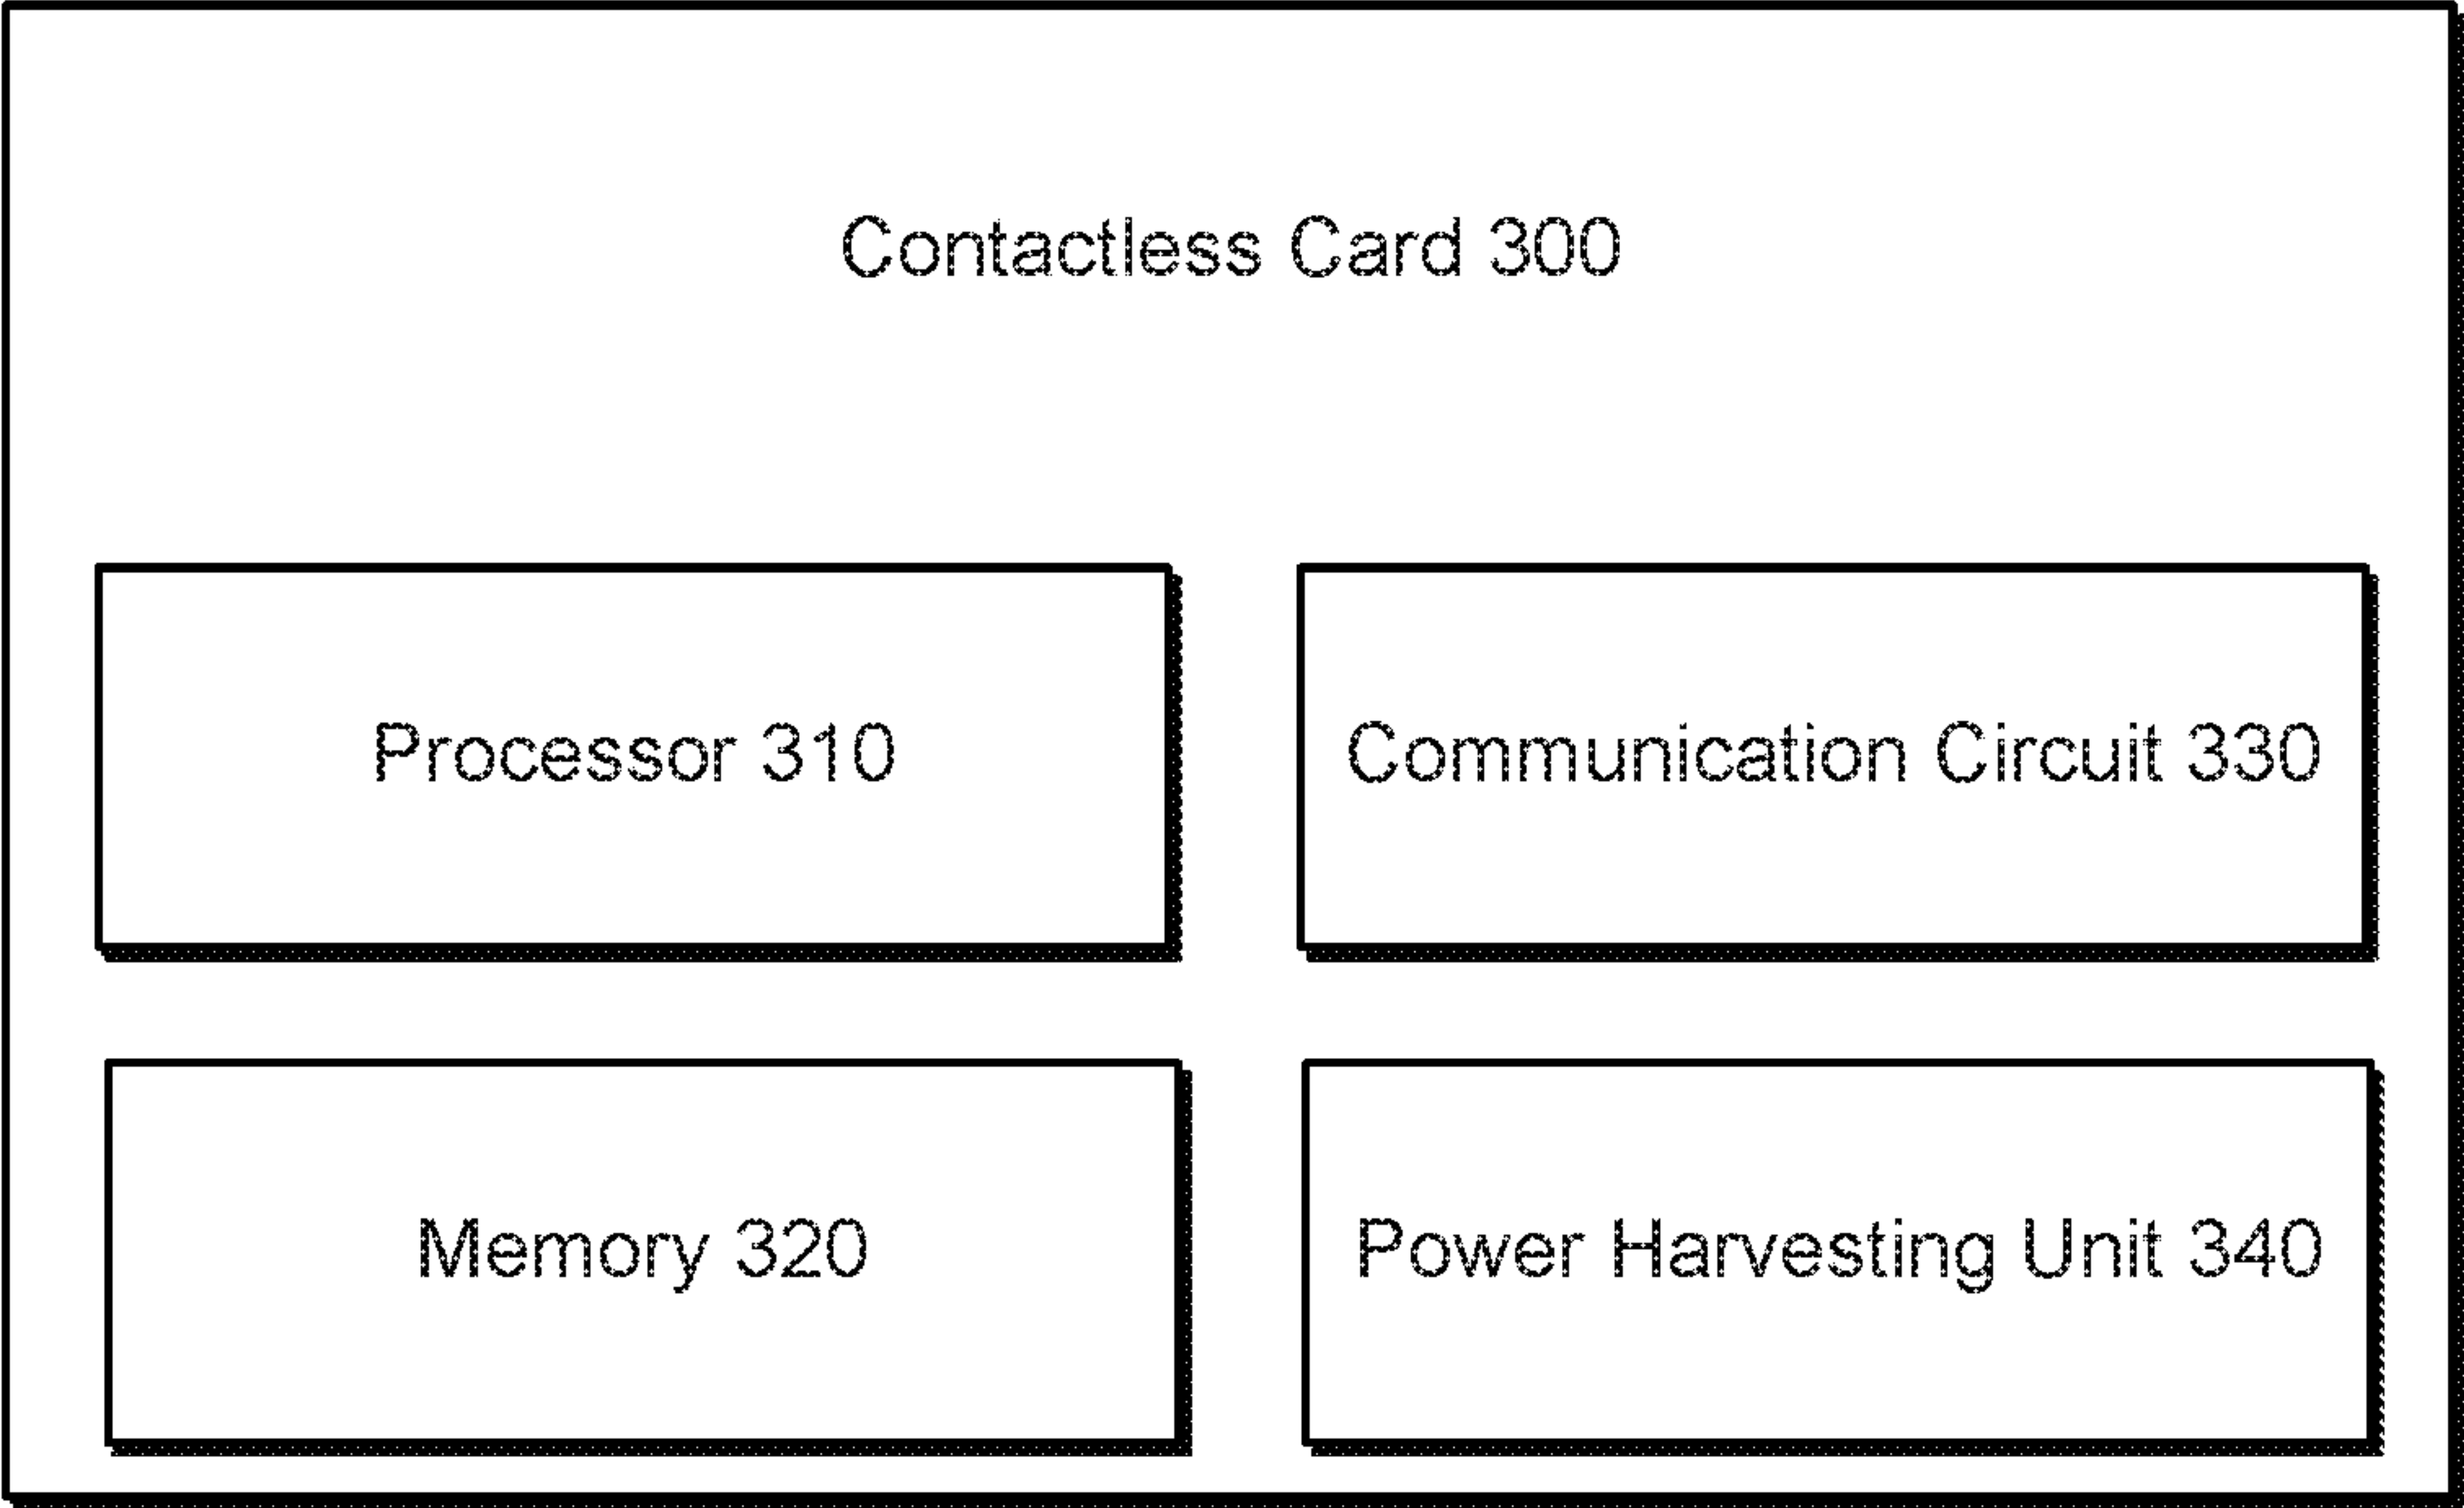 Contactless Card 300
Processor 310
Communication Circuit 330
Memory 320
Power Harvesting Unit 340